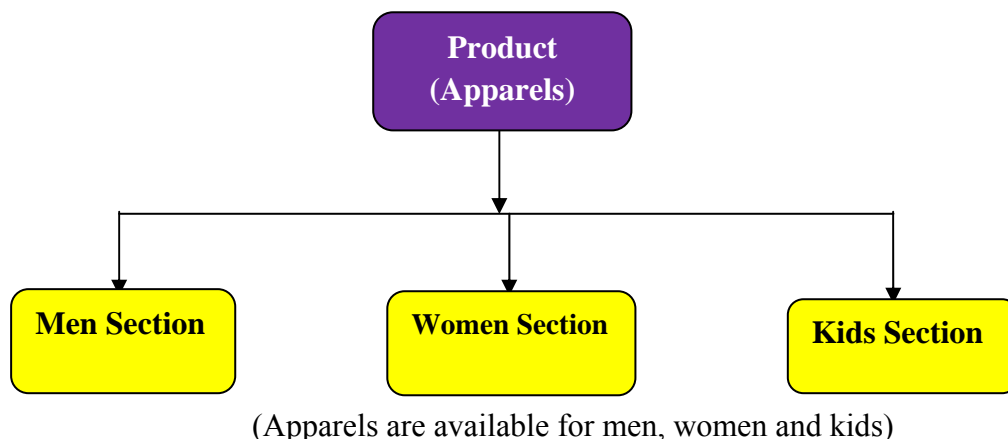 Product
(Apparels)
Men Section
Women Section
Kids Section
(Apparels are available for men, women and kids)